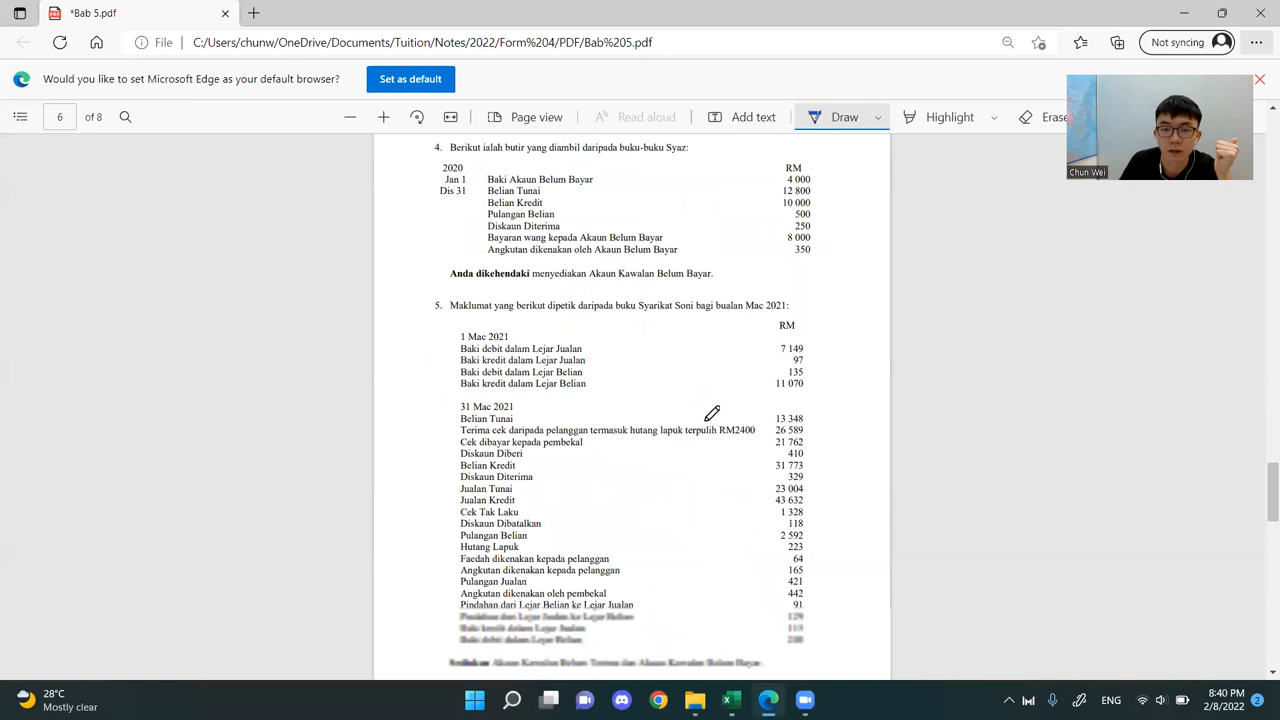 *Bab 5.pdf
File C:/Users/chunw/OneDrive/Documents/Tuition/Notes/2022/Form%204/PDF/Bab%205.pdf
Not syncing
Would you like to set Microsoft Edge as your default browser? Set as default
6 of 8 Page view Read aloud Add text Draw Highlight Erase
Chun Wei
4. Berikut ialah butir yang diambil daripada buku-buku Syaz:
2020 RM
Jan 1 Baki Akaun Belum Bayar 4 000
Dis 31 Belian Tunai 12 800
Belian Kredit 10 000
Pulangan Belian 500
Diskaun Diterima 250
Bayaran wang kepada Akaun Belum Bayar 8 000
Angkutan dikenakan oleh Akaun Belum Bayar 350
Anda dikehendaki menyediakan Akaun Kawalan Belum Bayar.
5. Maklumat yang berikut dipetik daripada buku Syarikat Soni bagi bualan Mac 2021:
RM
1 Mac 2021
Baki debit dalam Lejar Jualan 7 149
Baki kredit dalam Lejar Jualan 97
Baki debit dalam Lejar Belian 135
Baki kredit dalam Lejar Belian 11 070
31 Mac 2021
Belian Tunai 13 348
Terima cek daripada pelanggan termasuk hutang lapuk terpulih RM2400 26 589
Cek dibayar kepada pembekal 21 762
Diskaun Diberi 410
Belian Kredit 31 773
Diskaun Diterima 329
Jualan Tunai 23 004
Jualan Kredit 43 632
Cek Tak Laku 1 328
Diskaun Dibatalkan 118
Pulangan Belian 2 592
Hutang Lapuk 223
Faedah dikenakan kepada pelanggan 64
Angkutan dikenakan kepada pelanggan 165
Pulangan Jualan 421
Angkutan dikenakan oleh pembekal 442
Pindahan dari Lejar Belian ke Lejar Jualan 91
28°C
Mostly clear
ENG
8:40 PM
2/8/2022
2